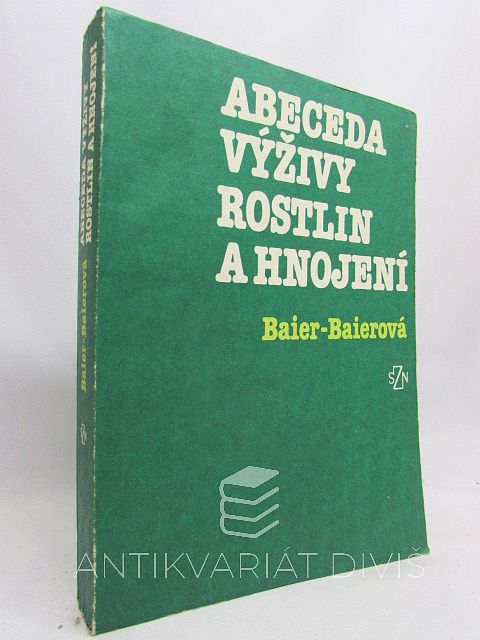 ABECEDA
VÝŽIVY
ROSTLIN
A HNOJENÍ
Baier-Baierová
SZN
Baier-Baierová ABECEDA VÝŽIVY
ROSTLIN A HNOJENÍ
ANTIKVARIÁT DIVIŠ